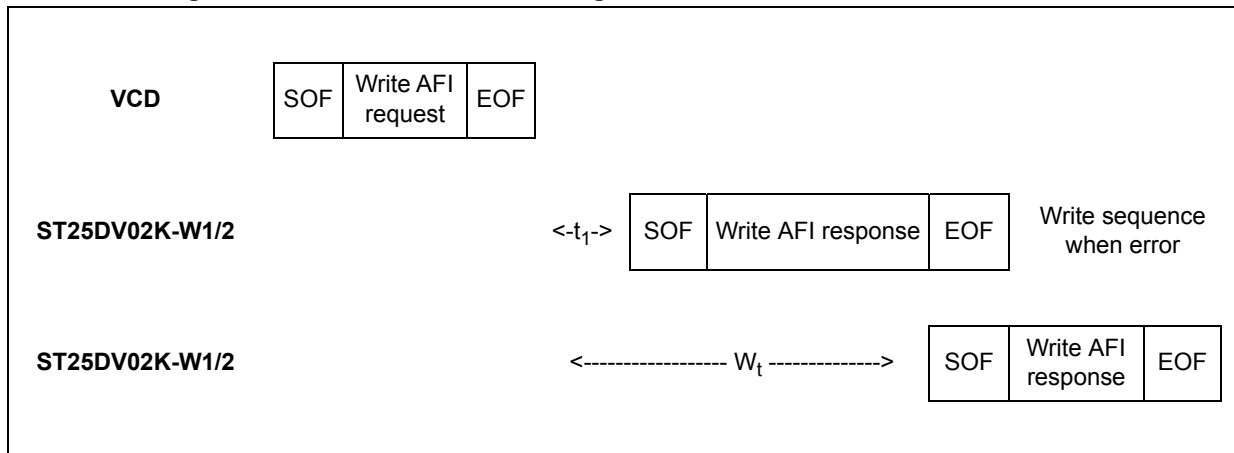 VCD
SOF
Write AFI
request
EOF
ST25DV02K-W1/2
<-t₁->
SOF
Write AFI response
EOF
Write sequence
when error
ST25DV02K-W1/2
<------------------ Wₜ -------------->
SOF
Write AFI
response
EOF